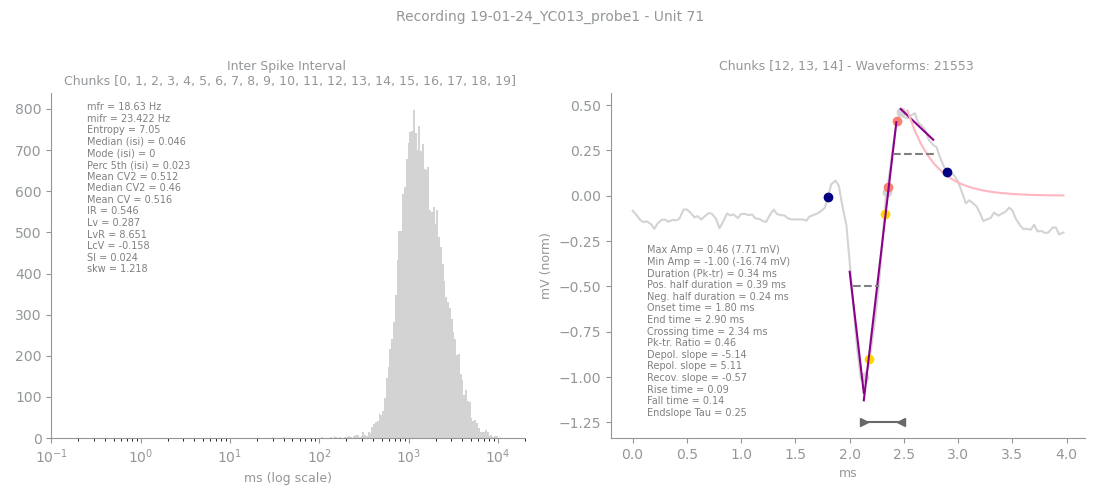 Recording 19-01-24_YC013_probe1 - Unit 71
Inter Spike Interval
Chunks [0, 1, 2, 3, 4, 5, 6, 7, 8, 9, 10, 11, 12, 13, 14, 15, 16, 17, 18, 19]
mfr = 18.63 Hz
mifr = 23.422 Hz
Entropy = 7.05
Median (isi) = 0.046
Mode (isi) = 0
Perc 5th (isi) = 0.023
Mean CV2 = 0.512
Median CV2 = 0.46
Mean CV = 0.516
IR = 0.546
Lv = 0.287
LvR = 8.651
LcV = -0.158
SI = 0.024
skw = 1.218
800
700
600
500
400
300
200
100
0
10⁻¹ 10⁰ 10¹ 10² 10³ 10⁴
ms (log scale)
Chunks [12, 13, 14] - Waveforms: 21553
mV (norm)
0.50
0.25
0.00
−0.25
−0.50
−0.75
−1.00
−1.25
Max Amp = 0.46 (7.71 mV)
Min Amp = -1.00 (-16.74 mV)
Duration (Pk-tr) = 0.34 ms
Pos. half duration = 0.39 ms
Neg. half duration = 0.24 ms
Onset time = 1.80 ms
End time = 2.90 ms
Crossing time = 2.34 ms
Pk-tr. Ratio = 0.46
Depol. slope = -5.14
Repol. slope = 5.11
Recov. slope = -0.57
Rise time = 0.09
Fall time = 0.14
Endslope Tau = 0.25
0.0 0.5 1.0 1.5 2.0 2.5 3.0 3.5 4.0
ms